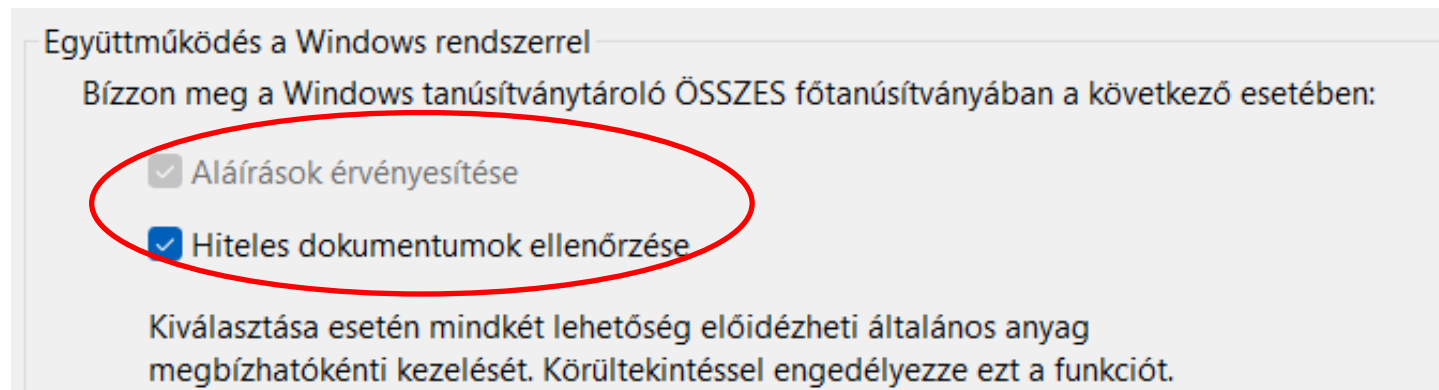 Együttműködés a Windows rendszerrel
Bízzon meg a Windows tanúsítványtároló ÖSSZES főtanúsítványában a következő esetében:
Aláírások érvényesítése
Hiteles dokumentumok ellenőrzése
Kiválasztása esetén mindkét lehetőség előidézheti általános anyag
megbízhatókénti kezelését. Körültekintéssel engedélyezze ezt a funkciót.